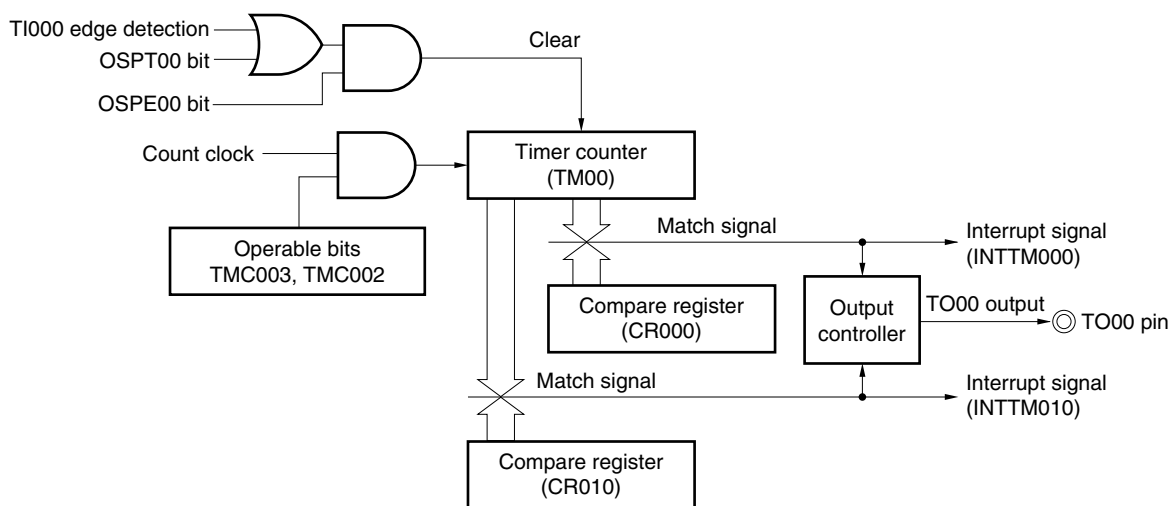 TI000 edge detection
OSPT00 bit
OSPE00 bit
Clear
Count clock
Timer counter
(TM00)
Operable bits
TMC003, TMC002
Match signal
Interrupt signal
(INTTM000)
Compare register
(CR000)
Output
controller
TO00 output
TO00 pin
Match signal
Interrupt signal
(INTTM010)
Compare register
(CR010)